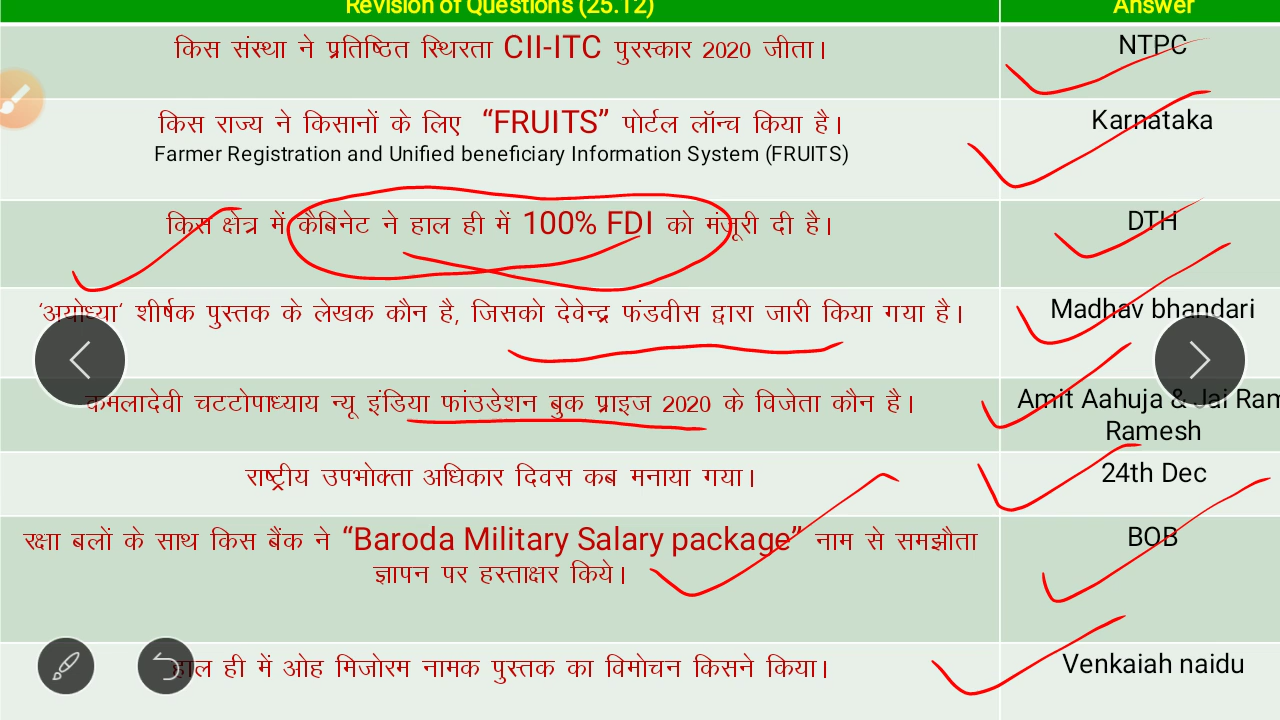 Revision of Questions (25.12) Answer
किस संस्था ने प्रतिष्ठित स्थिरता CII-ITC पुरस्कार 2020 जीता। NTPC
किस राज्य ने किसानों के लिए “FRUITS” पोर्टल लॉन्च किया है। Karnataka
Farmer Registration and Unified beneficiary Information System (FRUITS)
किस क्षेत्र में कैबिनेट ने हाल ही में 100% FDI को मंजूरी दी है। DTH
‘अयोध्या‘ शीर्षक पुस्तक के लेखक कौन है, जिसको देवेन्द्र फंडवीस द्वारा जारी किया गया है। Madhav bhandari
कमलादेवी चटटोपाध्याय न्यू इंडिया फांउडेशन बुक प्राइज 2020 के विजेता कौन है। Amit Aahuja & Jai Ram
Ramesh
राष्ट्रीय उपभोक्ता अधिकार दिवस कब मनाया गया। 24th Dec
रक्षा बलों के साथ किस बैंक ने “Baroda Military Salary package” नाम से समझौता BOB
ज्ञापन पर हस्ताक्षर किये।
हाल ही में ओह मिजोरम नामक पुस्तक का विमोचन किसने किया। Venkaiah naidu